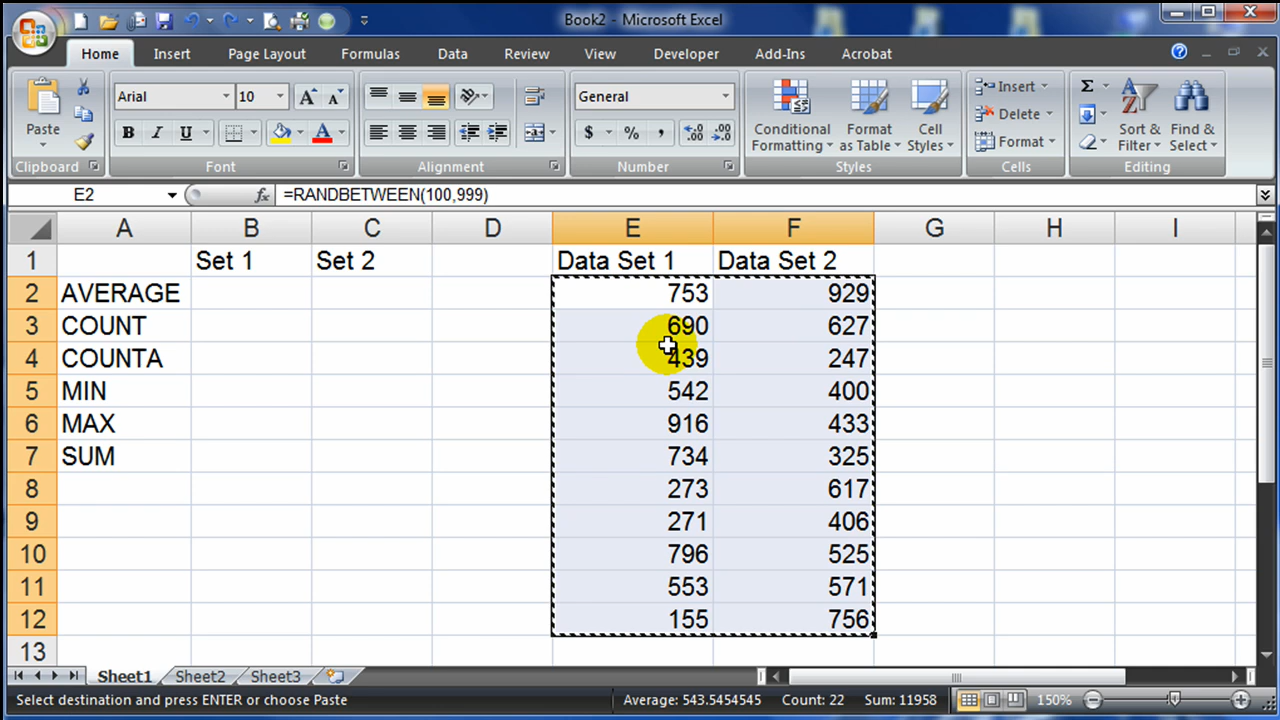 Book2 - Microsoft Excel
Home Insert Page Layout Formulas Data Review View Developer Add-Ins Acrobat
Paste
Clipboard
Arial 10
B I U A
Font
Alignment
General
$ % ,
Number
Conditional Formatting
Format as Table
Cell Styles
Styles
Insert
Delete
Format
Cells
Σ
Sort & Filter
Find & Select
Editing
E2 fx =RANDBETWEEN(100,999)
A B C D E F G H I
1 Set 1 Set 2 Data Set 1 Data Set 2
2 AVERAGE 753 929
3 COUNT 690 627
4 COUNTA 439 247
5 MIN 542 400
6 MAX 916 433
7 SUM 734 325
8 273 617
9 271 406
10 796 525
11 553 571
12 155 756
13
Sheet1 Sheet2 Sheet3
Select destination and press ENTER or choose Paste Average: 543.5454545 Count: 22 Sum: 11958 150%